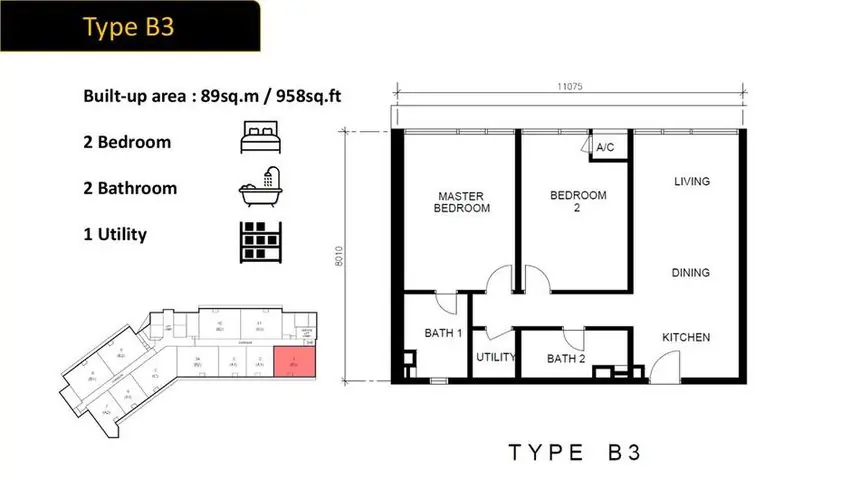 Type B3
Built-up area : 89sq.m / 958sq.ft
2 Bedroom
2 Bathroom
1 Utility
11075
8010
A/C
MASTER
BEDROOM
BEDROOM
2
LIVING
DINING
KITCHEN
BATH 1
UTILITY
BATH 2
TYPE B3